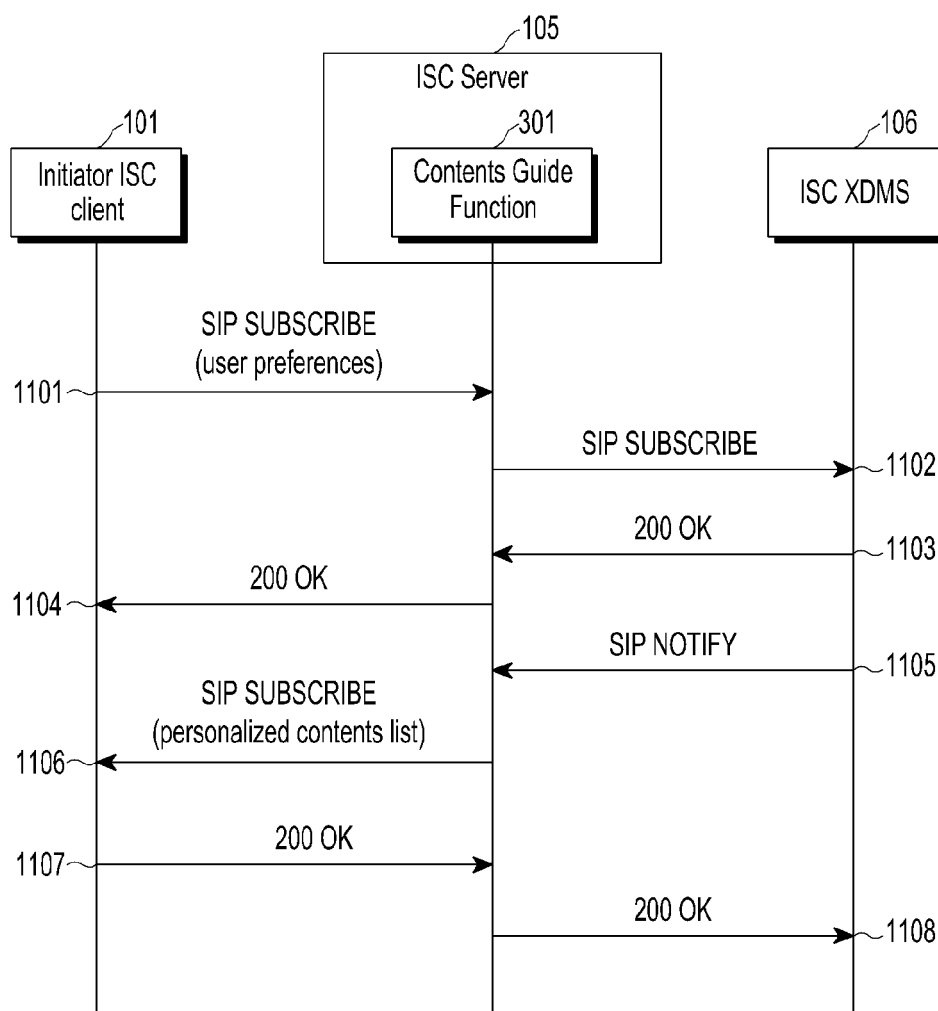 105
ISC Server
101
301
106
Initiator ISC
client
Contents Guide
Function
ISC XDMS
SIP SUBSCRIBE
(user preferences)
1101
SIP SUBSCRIBE
1102
200 OK
1103
200 OK
1104
SIP NOTIFY
1105
SIP SUBSCRIBE
(personalized contents list)
1106
200 OK
1107
200 OK
1108